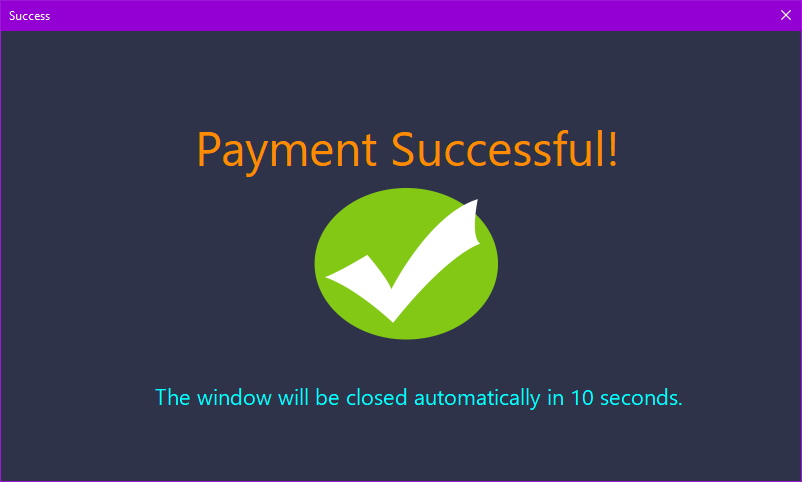 Success
Payment Successful!
The window will be closed automatically in 10 seconds.